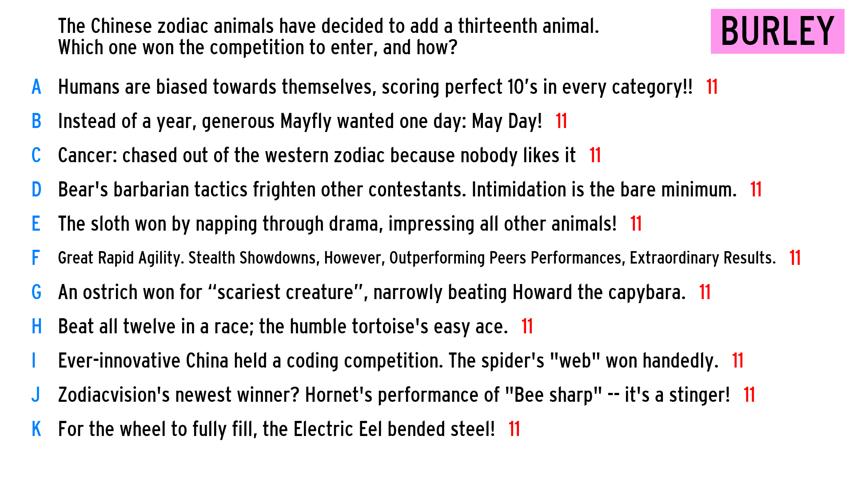 The Chinese zodiac animals have decided to add a thirteenth animal.
Which one won the competition to enter, and how?
BURLEY
A Humans are biased towards themselves, scoring perfect 10's in every category!! 11
B Instead of a year, generous Mayfly wanted one day: May Day! 11
C Cancer: chased out of the western zodiac because nobody likes it 11
D Bear's barbarian tactics frighten other contestants. Intimidation is the bare minimum. 11
E The sloth won by napping through drama, impressing all other animals! 11
F Great Rapid Agility. Stealth Showdowns, However, Outperforming Peers Performances, Extraordinary Results. 11
G An ostrich won for “scariest creature”, narrowly beating Howard the capybara. 11
H Beat all twelve in a race; the humble tortoise's easy ace. 11
I Ever-innovative China held a coding competition. The spider's "web" won handedly. 11
J Zodiacvision's newest winner? Hornet's performance of "Bee sharp" -- it's a stinger! 11
K For the wheel to fully fill, the Electric Eel bended steel! 11